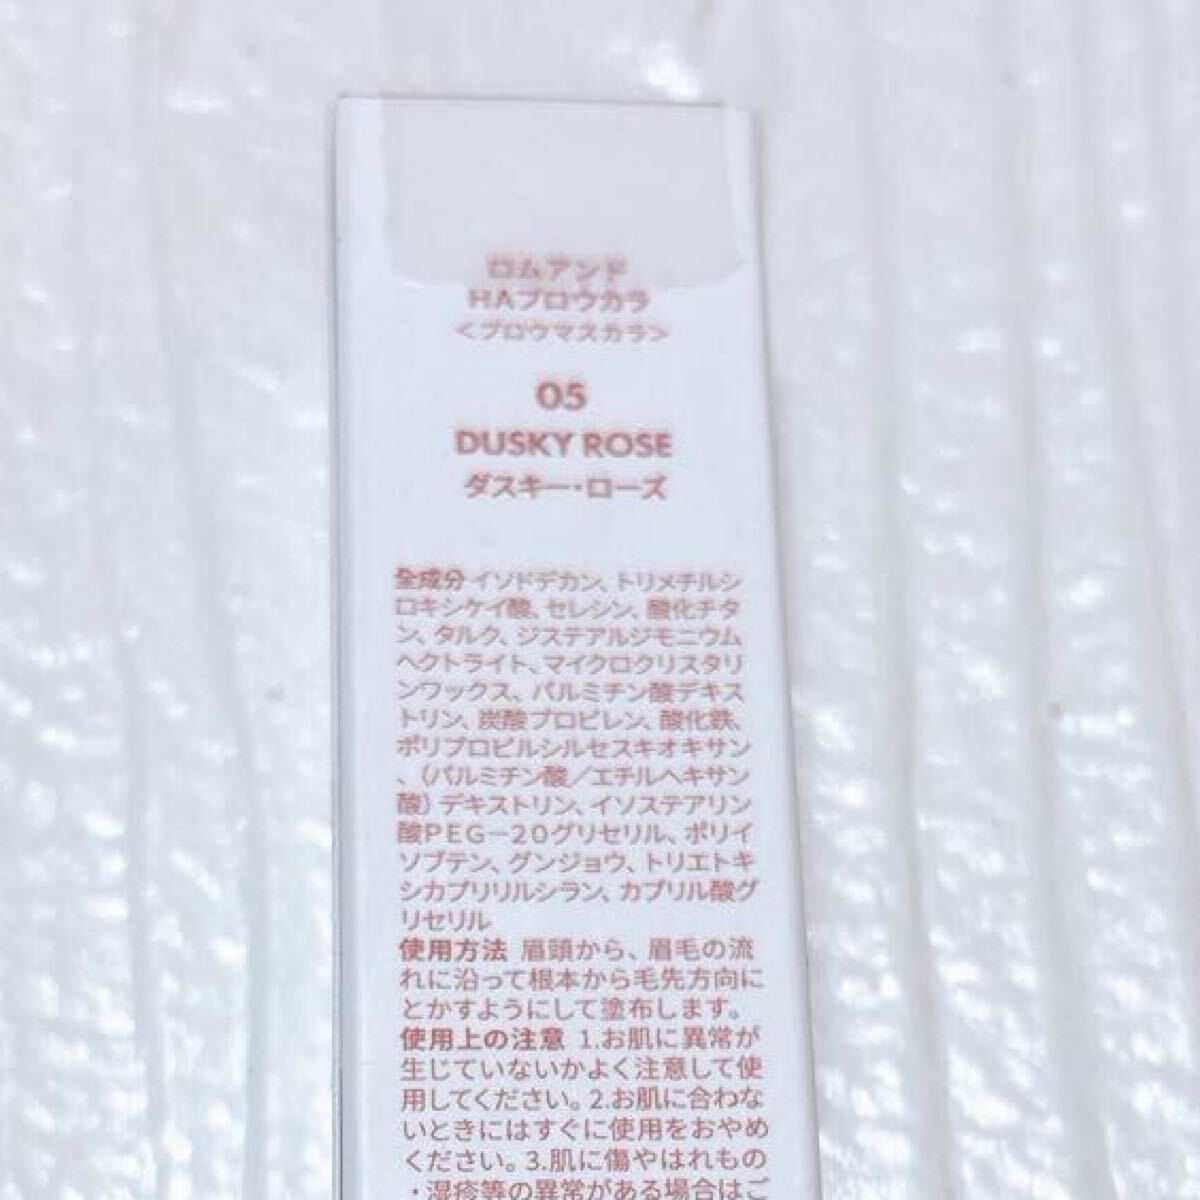 ロムアンド
HAブロウカラ
<ブロウマスカラ>
05
DUSKY ROSE
ダスキー・ローズ
全成分 イソドデカン、トリメチルシ
ロキシケイ酸、セレシン、酸化チタ
ン、タルク、ジステアルジモニウム
ヘクトライト、マイクロクリスタリ
ンワックス、パルミチン酸デキス
トリン、炭酸プロピレン、酸化鉄、
ポリプロピルシルセスキオキサン
、(パルミチン酸/エチルヘキサン
酸)デキストリン、イソステアリン
酸PEG-20グリセリル、ポリイ
ソブテン、グンジョウ、トリエトキ
シカプリリルシラン、カプリル酸グ
リセリル
使用方法 眉頭から、眉毛の流
れに沿って根本から毛先方向に
とかすようにして塗布します。
使用上の注意 1.お肌に異常が
生じていないかよく注意して使
用してください。2.お肌に合わな
いときにはすぐに使用をおやめ
ください。3.肌に傷やはれもの
・湿疹等の異常がある場合はご